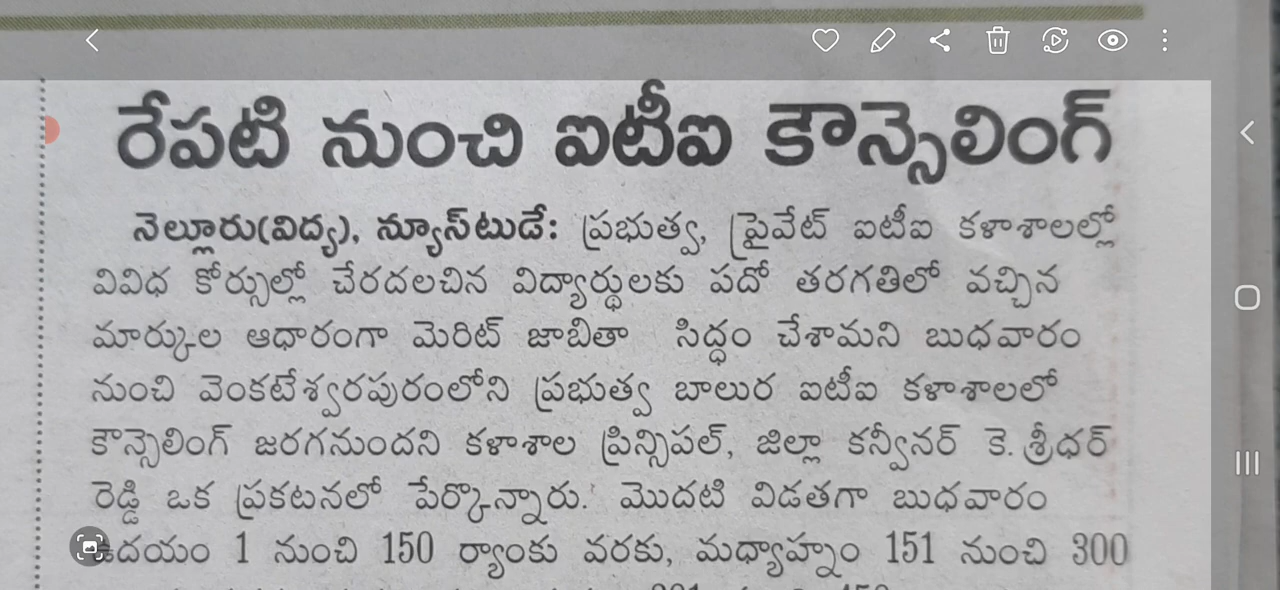 రేపటి నుంచి ఐటీఐ కౌన్సెలింగ్
నెల్లూరు(విద్య), న్యూస్‌టుడే: ప్రభుత్వ, ప్రైవేట్ ఐటీఐ కళాశాలల్లో
వివిధ కోర్సుల్లో చేరదలచిన విద్యార్థులకు పదో తరగతిలో వచ్చిన
మార్కుల ఆధారంగా మెరిట్ జాబితా సిద్ధం చేశామని బుధవారం
నుంచి వెంకటేశ్వరపురంలోని ప్రభుత్వ బాలుర ఐటీఐ కళాశాలలో
కౌన్సెలింగ్ జరగనుందని కళాశాల ప్రిన్సిపల్, జిల్లా కన్వీనర్ కె. శ్రీధర్
రెడ్డి ఒక ప్రకటనలో పేర్కొన్నారు. మొదటి విడతగా బుధవారం
ఉదయం 1 నుంచి 150 ర్యాంకు వరకు, మధ్యాహ్నం 151 నుంచి 300